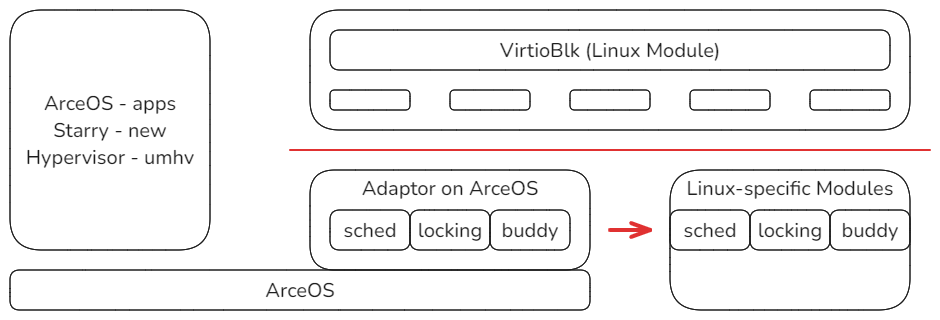 VirtioBlk (Linux Module)
ArceOS - apps
Starry - new
Hypervisor - umhv
Adaptor on ArceOS
sched locking buddy
Linux-specific Modules
sched locking buddy
ArceOS